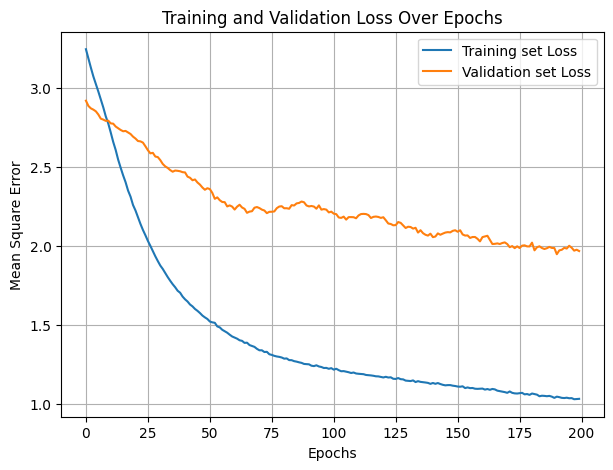 Training and Validation Loss Over Epochs
Training set Loss
Validation set Loss
Mean Square Error
3.0
2.5
2.0
1.5
1.0
0 25 50 75 100 125 150 175 200
Epochs